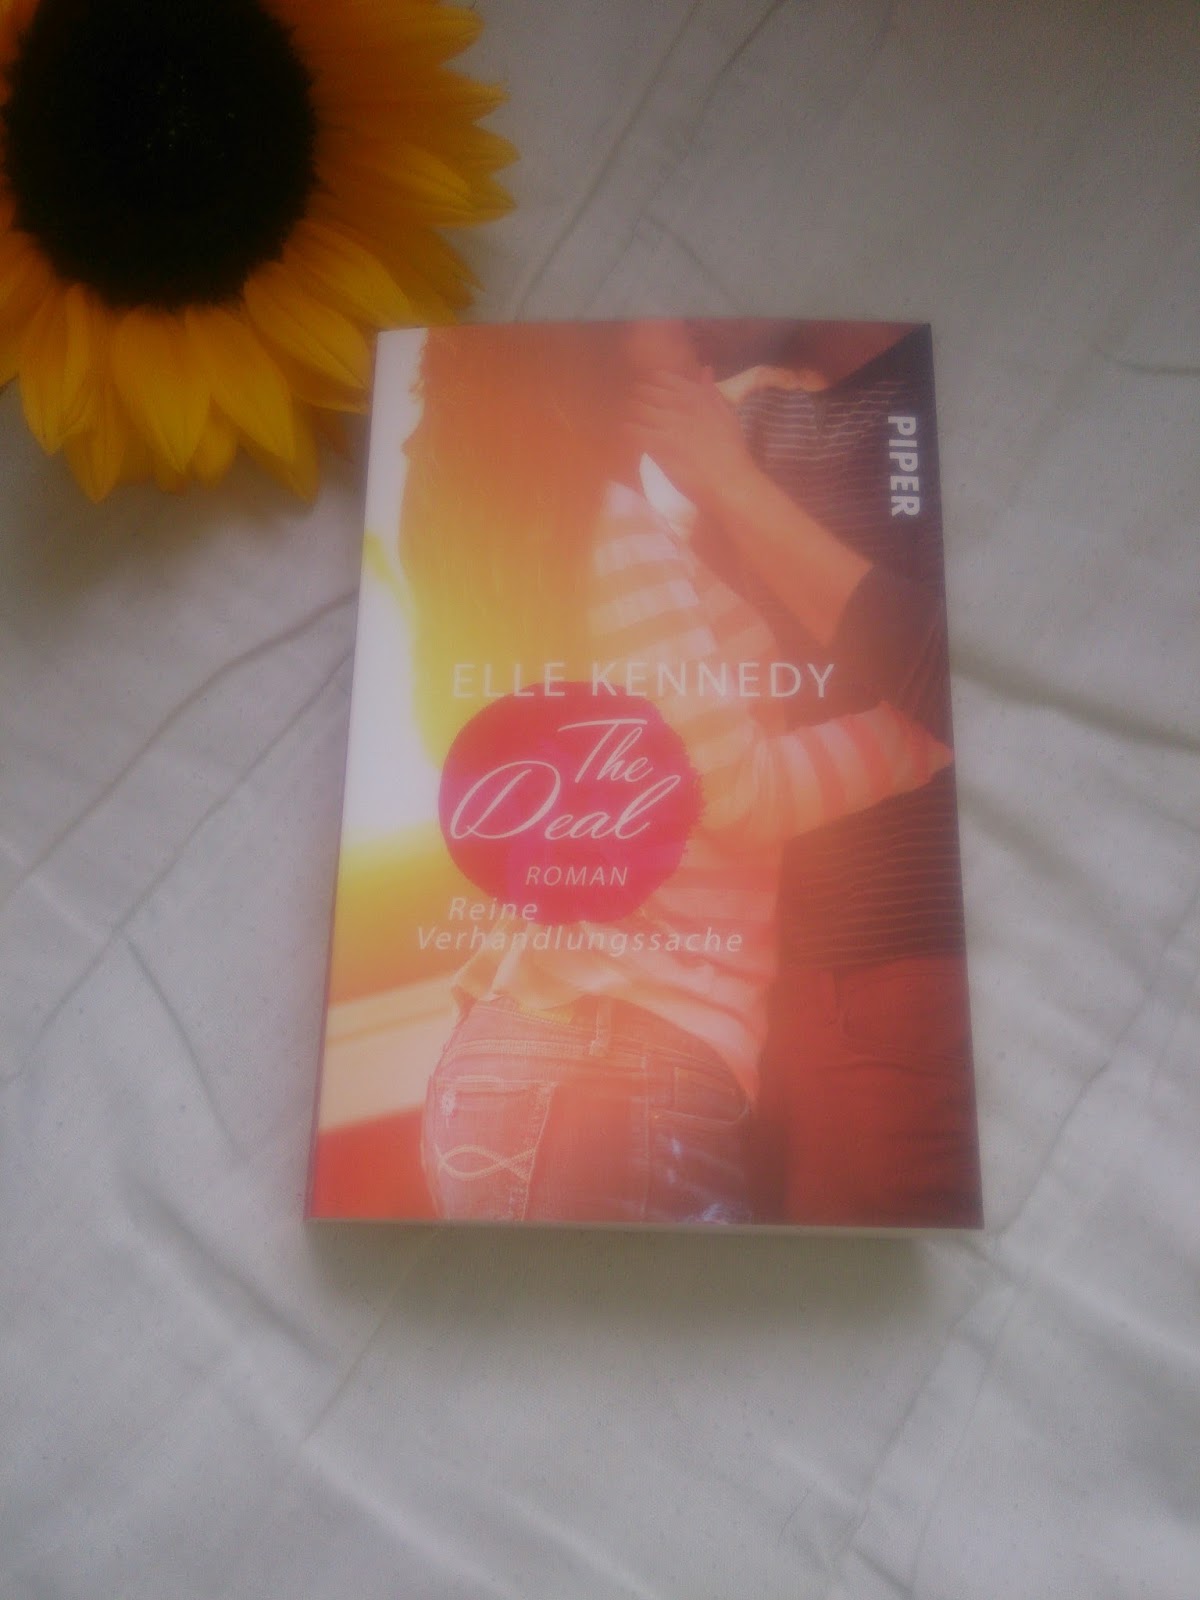 PIPER
ELLE KENNEDY
The
Deal
ROMAN
Reine
Verhandlungssache